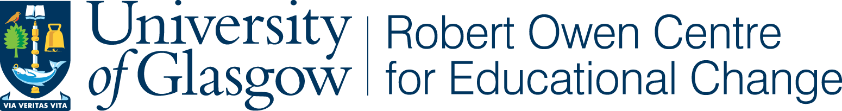 University
of Glasgow
VIA VERITAS VITA
Robert Owen Centre
for Educational Change